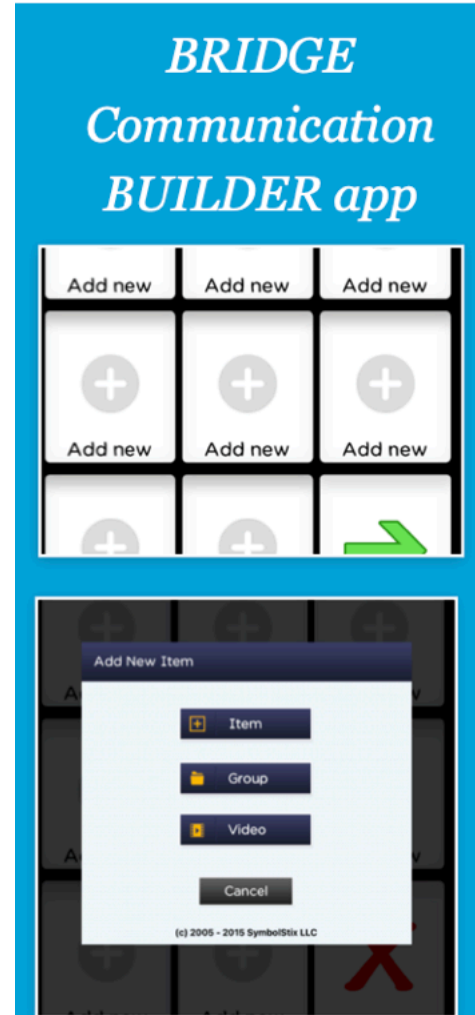 BRIDGE
Communication
BUILDER app
Add new Add new Add new
Add new Add new Add new
Add New Item
Item
Group
Video
Cancel
(c) 2005 - 2015 SymbolStix LLC